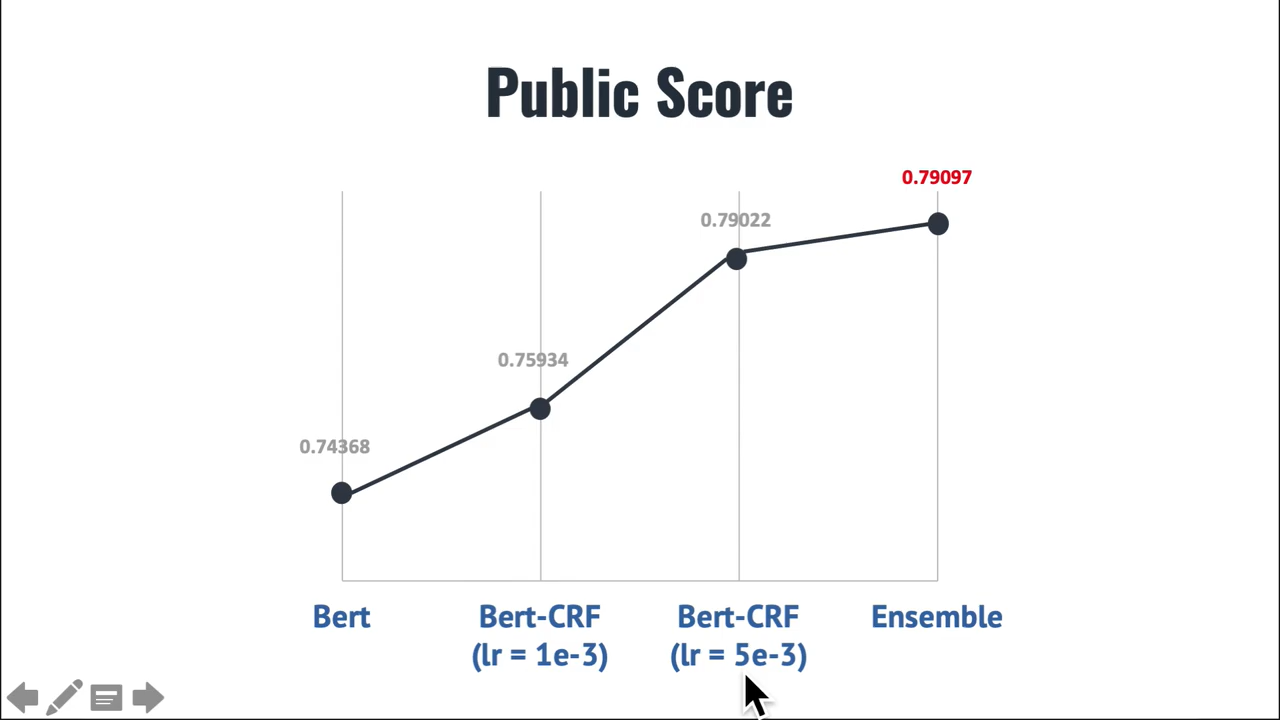 Public Score
0.79097
0.79022
0.75934
0.74368
Bert
Bert-CRF
(lr = 1e-3)
Bert-CRF
(lr = 5e-3)
Ensemble